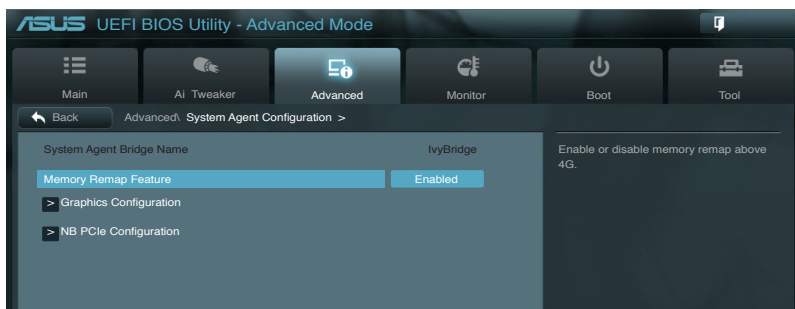 ASUS UEFI BIOS Utility - Advanced Mode
Main Ai Tweaker Advanced Monitor Boot Tool
Back Advanced\ System Agent Configuration >
System Agent Bridge Name IvyBridge
Memory Remap Feature Enabled
> Graphics Configuration
> NB PCIe Configuration
Enable or disable memory remap above
4G.